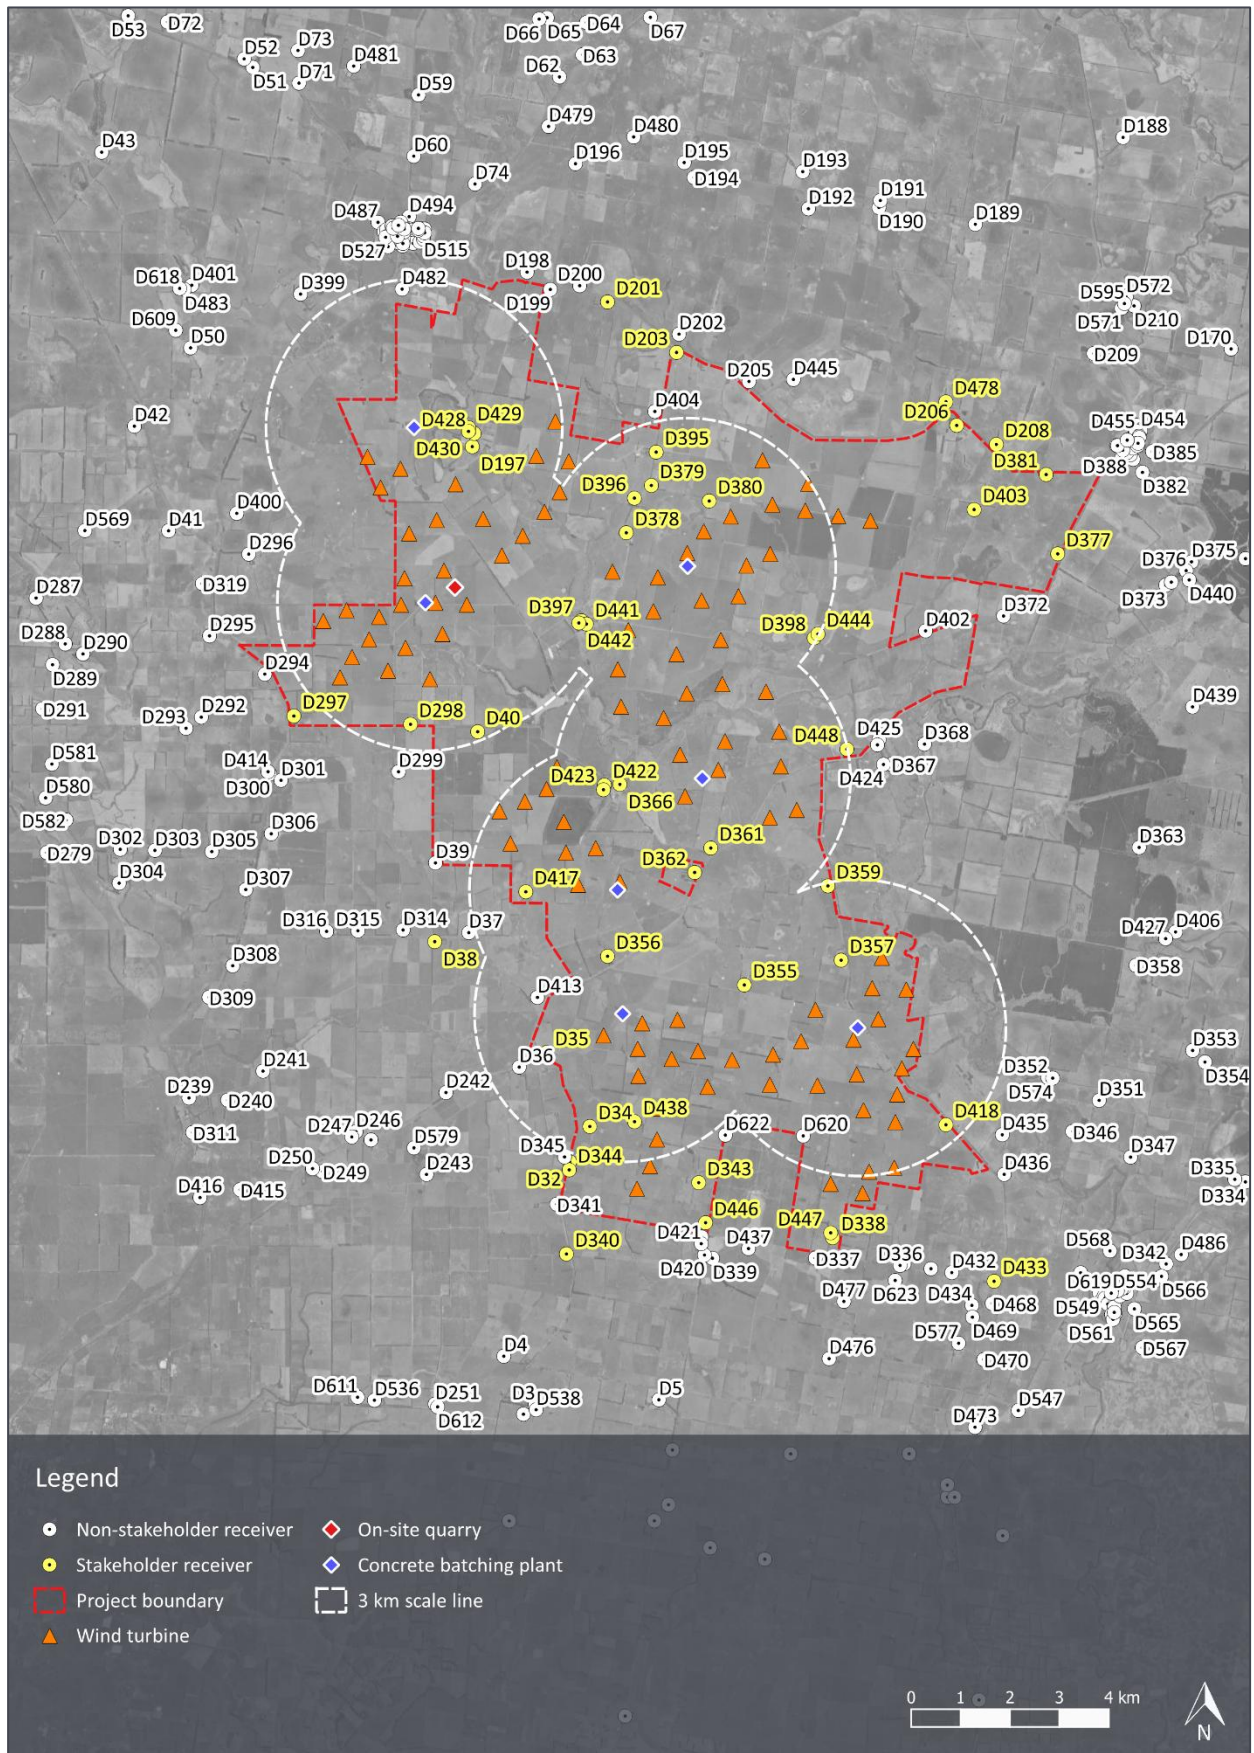 D53
D72
D66
D65
D64
D67
D73
D52
D51
D71
D481
D59
D62
D63
D479
D480
D188
D43
D60
D196
D195
D194
D193
D74
D192
D191
D190
D189
D487
D494
D527
D515
D618
D401
D483
D399
D482
D198
D200
D199
D201
D595
D572
D571
D210
D609
D50
D202
D203
D209
D170
D205
D445
D42
D428
D429
D404
D478
D206
D430
D197
D395
D208
D381
D455
D454
D388
D385
D382
D396
D379
D380
D403
D400
D569
D41
D378
D296
D377
D376
D375
D373
D440
D287
D319
D397
D441
D442
D398
D444
D402
D372
D288
D290
D295
D289
D294
D291
D292
D293
D297
D298
D40
D439
D448
D425
D368
D424
D367
D581
D414
D301
D300
D299
D580
D423
D422
D366
D582
D306
D302
D303
D305
D279
D304
D307
D39
D361
D362
D363
D417
D359
D316
D315
D314
D37
D38
D427
D406
D308
D356
D357
D358
D309
D413
D355
D35
D353
D354
D241
D36
D239
D240
D242
D352
D574
D351
D311
D247
D246
D579
D34
D438
D622
D620
D418
D435
D346
D345
D250
D249
D243
D344
D32
D347
D416
D415
D343
D436
D335
D334
D341
D446
D447
D338
D340
D421
D437
D420
D339
D337
D336
D432
D433
D568
D342
D486
D477
D623
D434
D468
D619
D554
D566
D549
D565
D561
D469
D577
D567
D470
D4
D476
D611
D536
D251
D612
D3
D538
D5
D547
D473
Legend
Non-stakeholder receiver
On-site quarry
Stakeholder receiver
Concrete batching plant
Project boundary
3 km scale line
Wind turbine
0 1 2 3 4 km
N